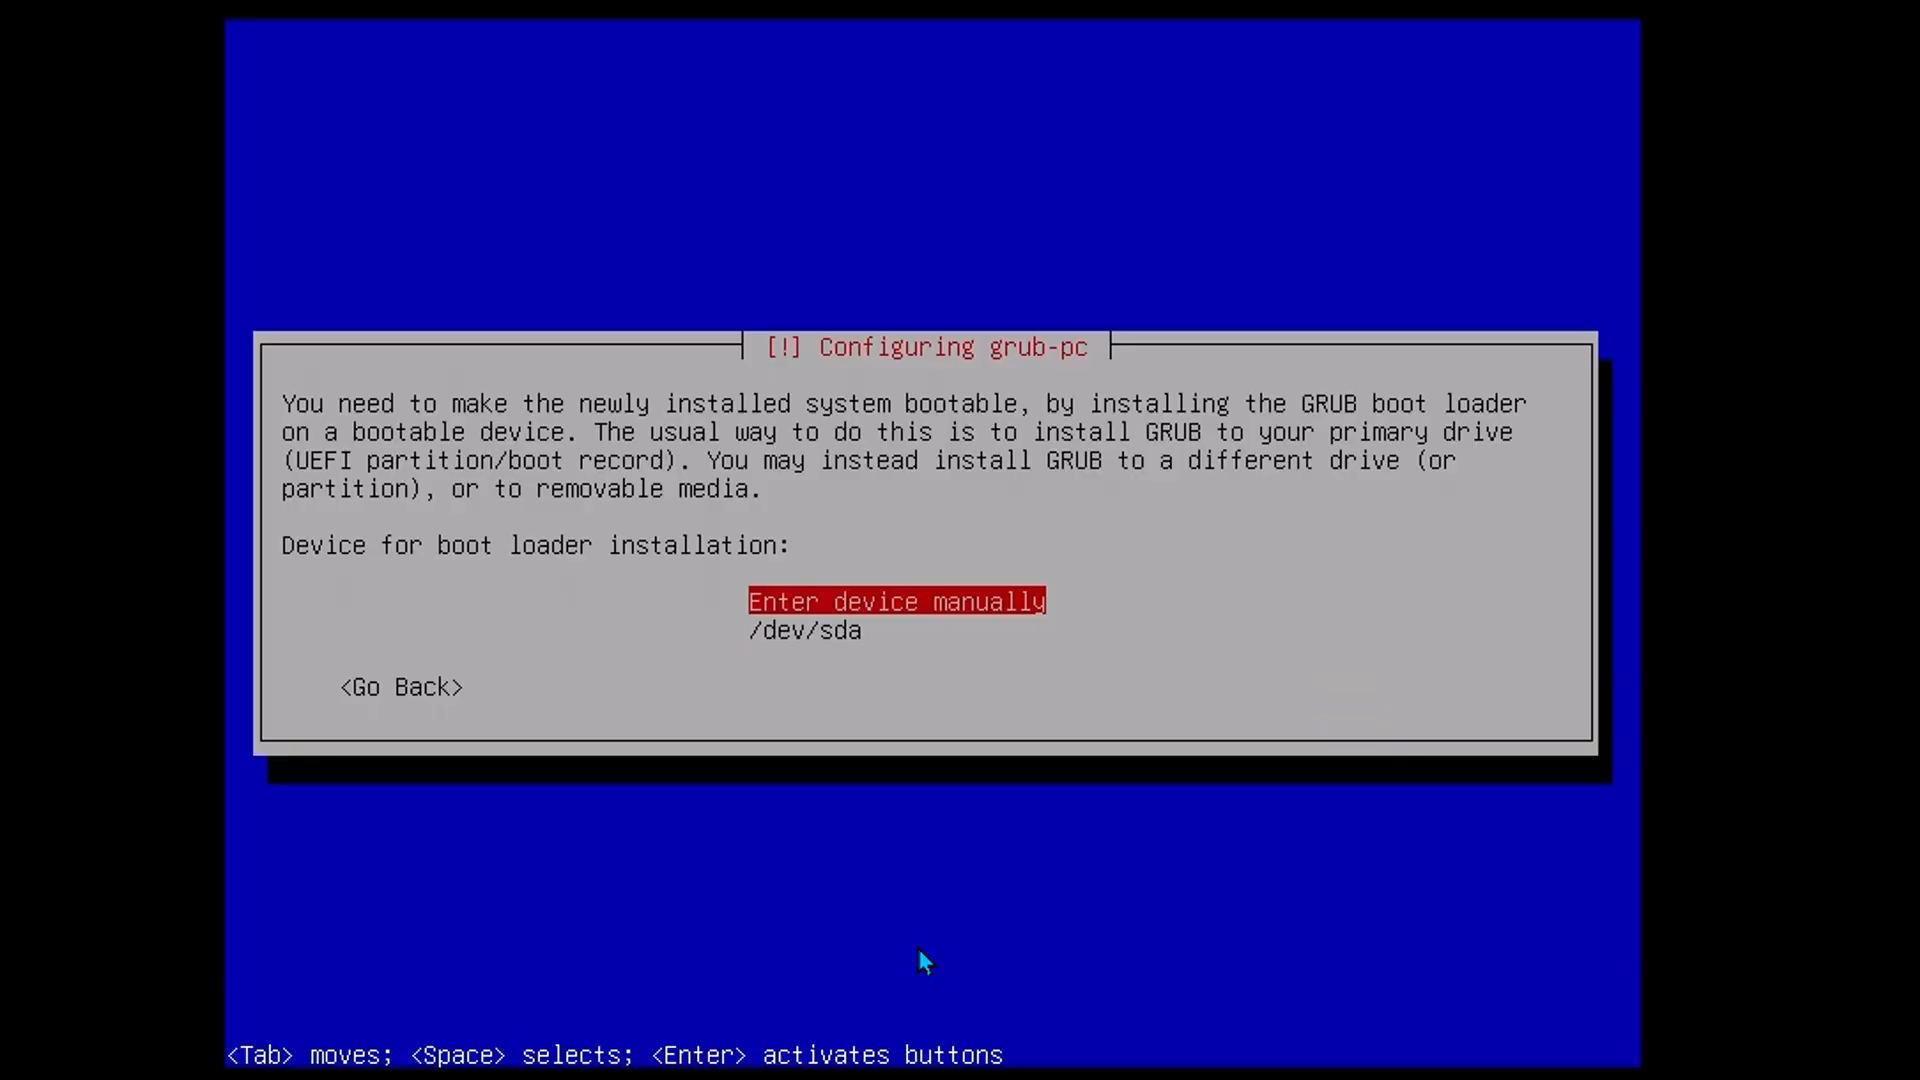 [!] Configuring grub-pc
You need to make the newly installed system bootable, by installing the GRUB boot loader
on a bootable device. The usual way to do this is to install GRUB to your primary drive
(UEFI partition/boot record). You may instead install GRUB to a different drive (or
partition), or to removable media.
Device for boot loader installation:
Enter device manually
/dev/sda
<Go Back>
<Tab> moves; <Space> selects; <Enter> activates buttons